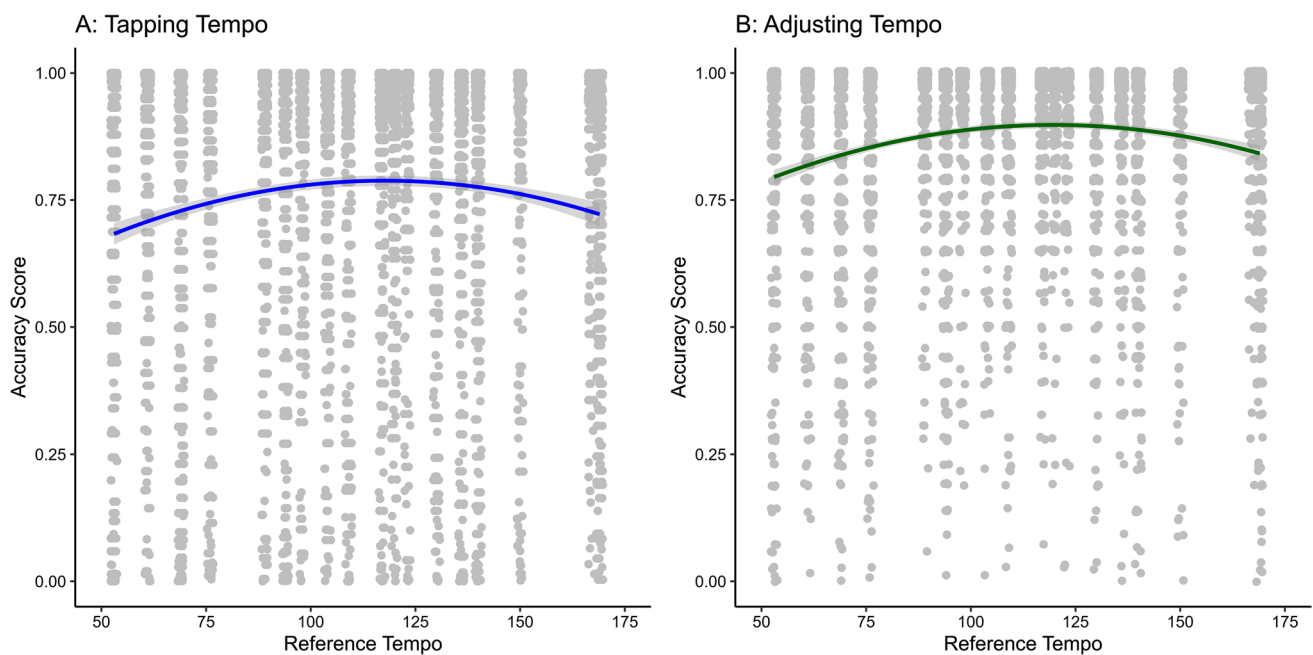 A: Tapping Tempo
1.00
0.75
0.50
0.25
0.00
Accuracy Score
50 75 100 125 150 175
Reference Tempo
B: Adjusting Tempo
1.00
0.75
0.50
0.25
0.00
Accuracy Score
50 75 100 125 150 175
Reference Tempo